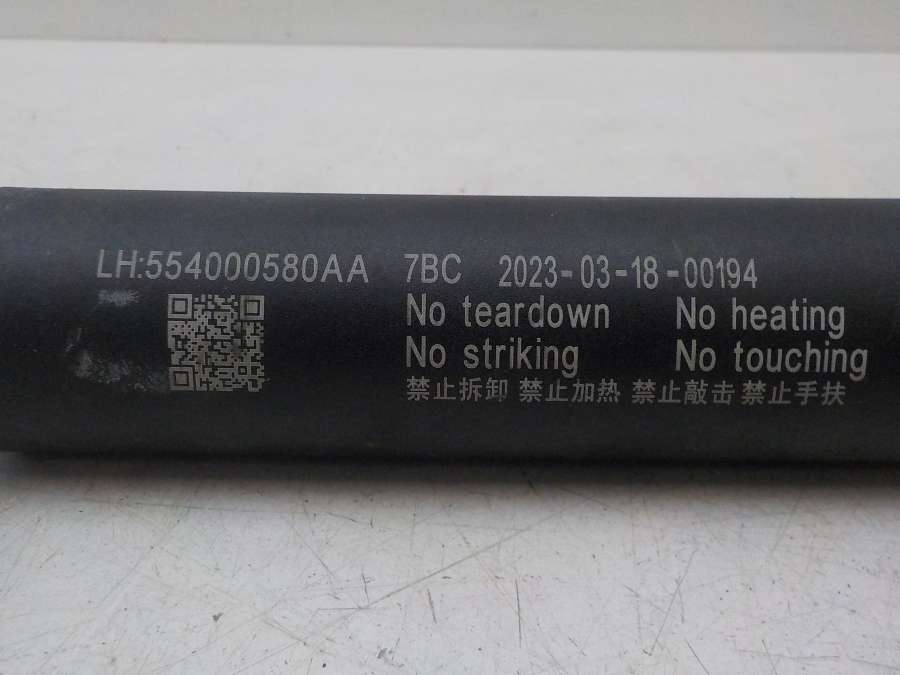 LH:554000580AA 7BC 2023-03-18-00194
No teardown No heating
No striking No touching
禁止拆卸 禁止加热 禁止敲击 禁止手扶